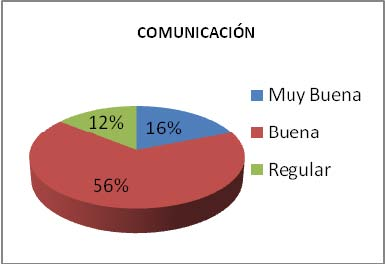 COMUNICACIÓN
Muy Buena
Buena
Regular
12%
16%
56%